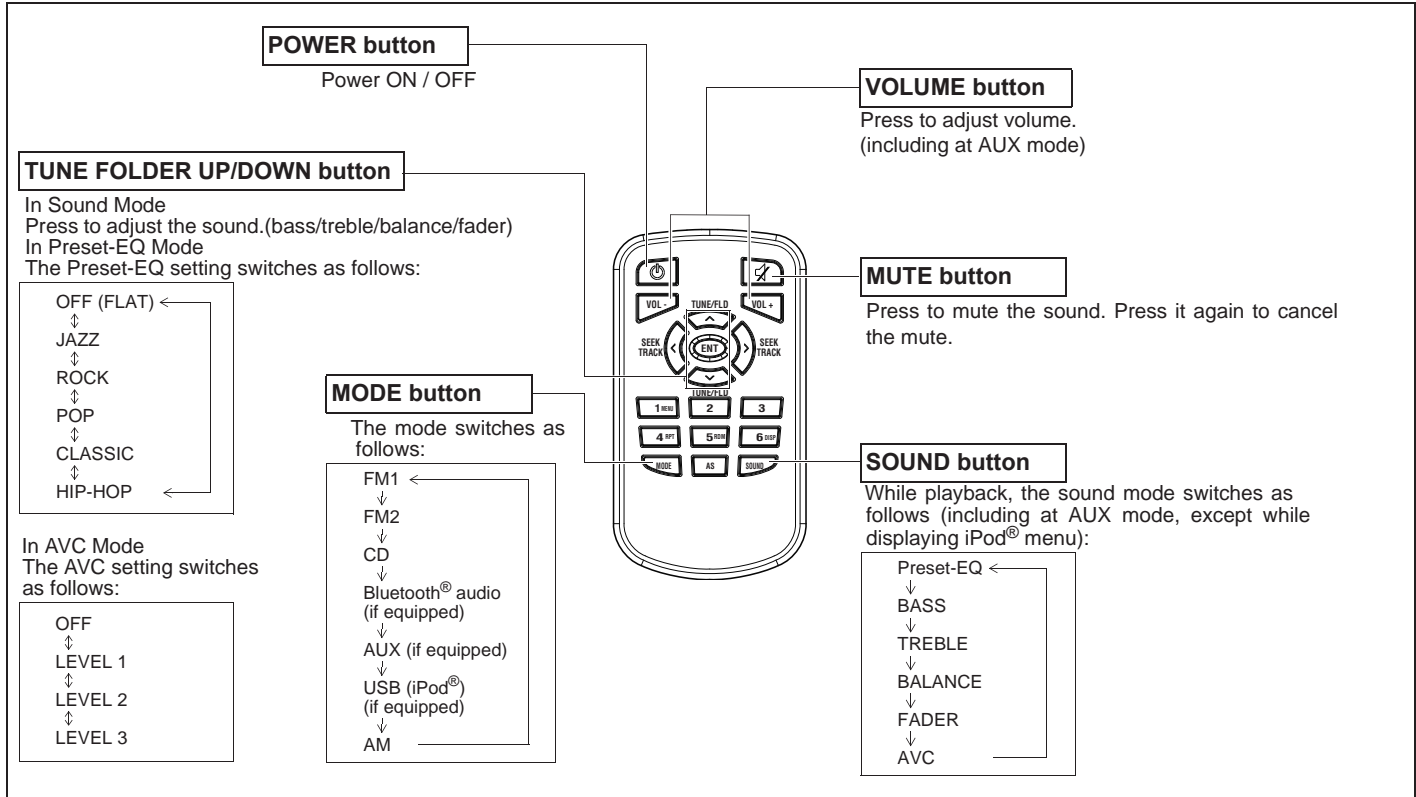 POWER button
Power ON / OFF
VOLUME button
Press to adjust volume.
(including at AUX mode)
TUNE FOLDER UP/DOWN button
In Sound Mode
Press to adjust the sound.(bass/treble/balance/fader)
In Preset-EQ Mode
The Preset-EQ setting switches as follows:
OFF (FLAT)
JAZZ
ROCK
POP
CLASSIC
HIP-HOP
In AVC Mode
The AVC setting switches
as follows:
OFF
LEVEL 1
LEVEL 2
LEVEL 3
MODE button
The mode switches as
follows:
FM1
FM2
CD
Bluetooth® audio
(if equipped)
AUX (if equipped)
USB (iPod®)
(if equipped)
AM
VOL -
TUNE/FLD
VOL +
SEEK
TRACK
ENT
SEEK
TRACK
TUNE/FLD
1 MENU
2
3
4 RPT
5 RDM
6 DISP
MODE
AS
SOUND
MUTE button
Press to mute the sound. Press it again to cancel
the mute.
SOUND button
While playback, the sound mode switches as
follows (including at AUX mode, except while
displaying iPod® menu):
Preset-EQ
BASS
TREBLE
BALANCE
FADER
AVC